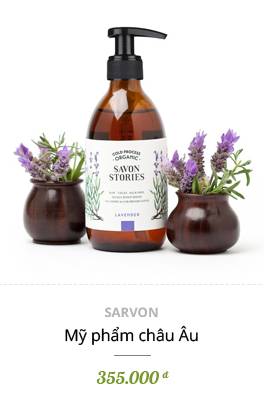 COLD PROCESS
ORGANIC
SAVON
STORIES
LAVENDER
SARVON
Mỹ phẩm châu Âu
355.000 đ